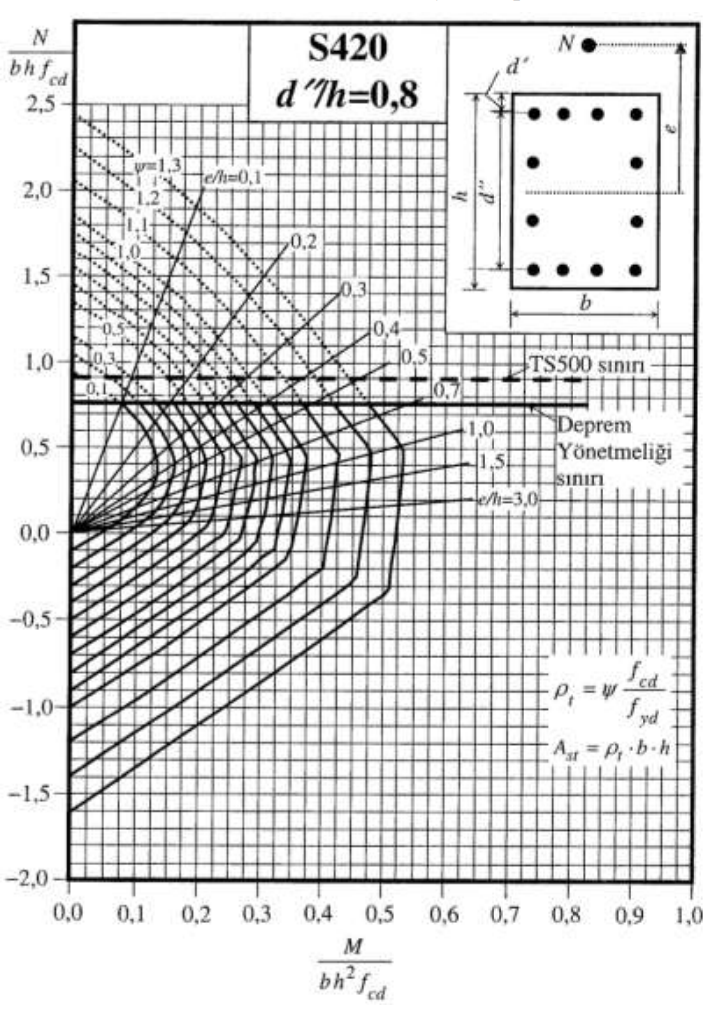 N
b h f_cd
S420
d″/h=0,8
N
d′
e
h
d″
b
2,5
2,0
1,5
1,0
0,5
0,0
−0,5
−1,0
−1,5
−2,0
ψ=1,3
1,2
1,1
1,0
0,5
0,3
0,1
e/h=0,1
0,2
0,3
0,4
0,5
0,7
1,0
1,5
e/h=3,0
TS500 sınırı
Deprem
Yönetmeliği
sınırı
ρ_t = ψ f_cd / f_yd
A_st = ρ_t · b · h
0,0 0,1 0,2 0,3 0,4 0,5 0,6 0,7 0,8 0,9 1,0
M
b h² f_cd